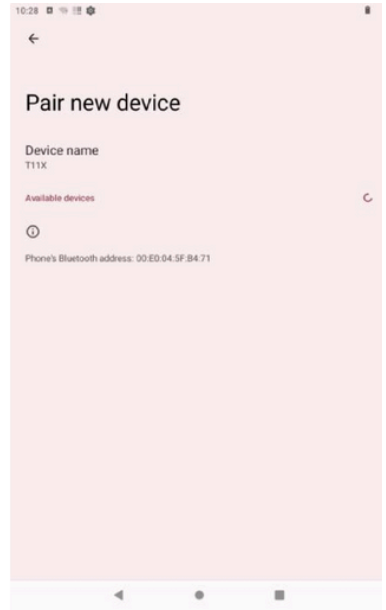 10:28
Pair new device
Device name
T11X
Available devices
Phone's Bluetooth address: 00:E0:04:5F:B4:71